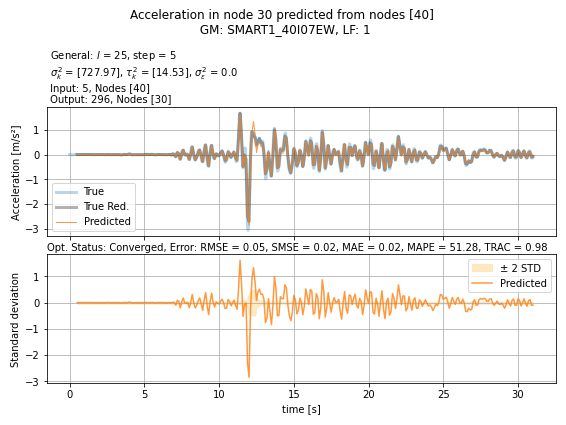 Acceleration in node 30 predicted from nodes [40]
GM: SMART1_40I07EW, LF: 1
General: l = 25, step = 5
σ²ₖ = [727.97], τ²ₖ = [14.53], σ²ε = 0.0
Input: 5, Nodes [40]
Output: 296, Nodes [30]
Acceleration [m/s²]
1
0
−1
−2
−3
True
True Red.
Predicted
Opt. Status: Converged, Error: RMSE = 0.05, SMSE = 0.02, MAE = 0.02, MAPE = 51.28, TRAC = 0.98
Standard deviation
1
0
−1
−2
−3
± 2 STD
Predicted
0 5 10 15 20 25 30
time [s]